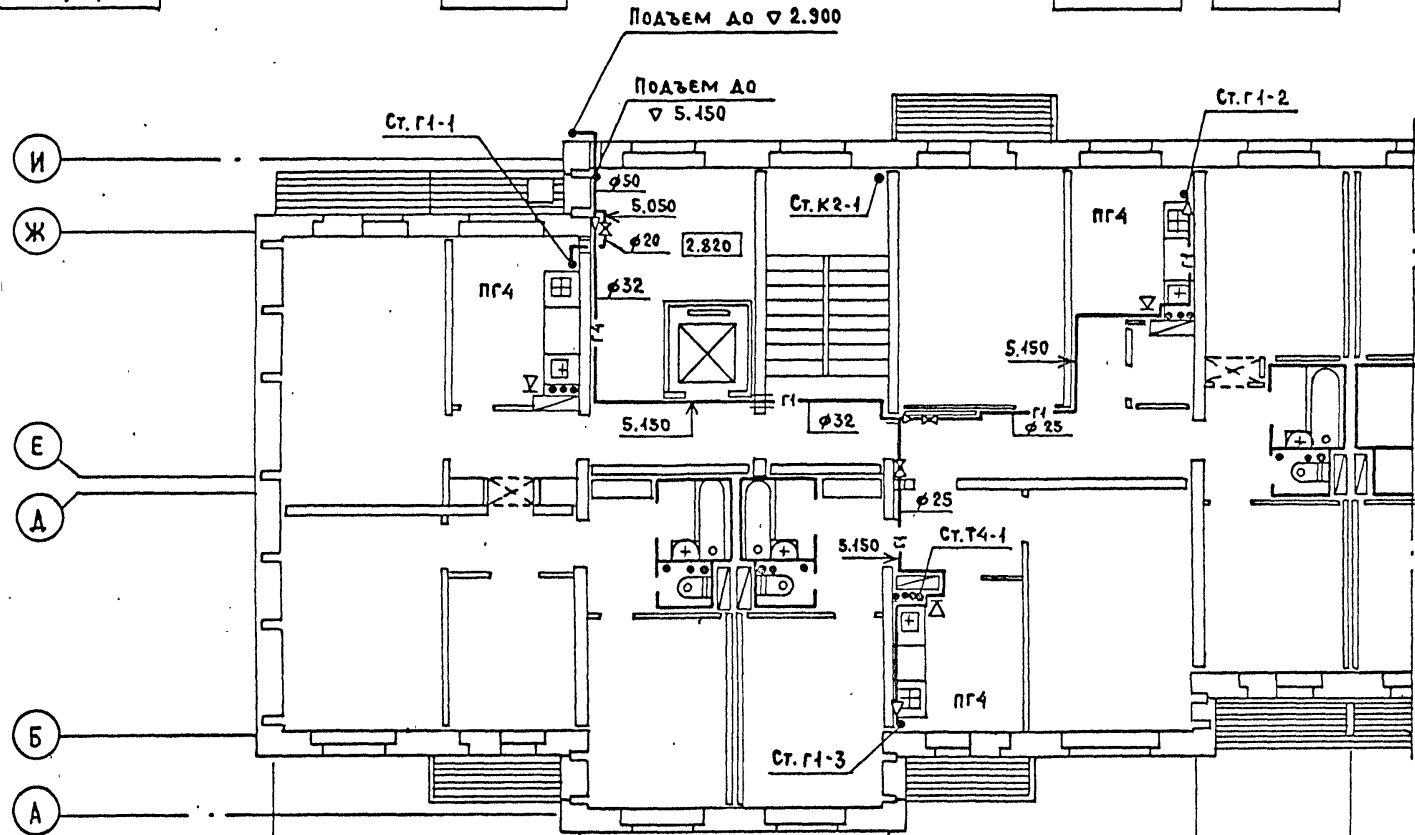 Подъем до ▽ 2.900
Подъем до
▽ 5.150
Ст. Г1-1
Ст. Г1-2
И
Ж
ø50
5.050
ø20
2.820
Ст. К2-1
ПГ4
ПГ4
Г1
ø32
5.150
Г1
5.150
ø32
Г1
ø 25
Е
Д
ø 25
5.150
Ст. Т4-1
ПГ4
Б
Ст. Г1-3
А